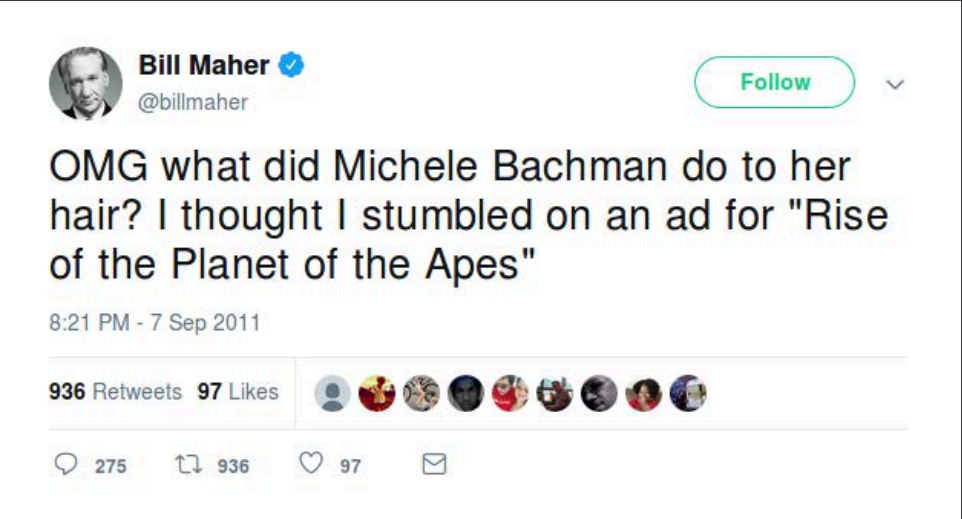 Bill Maher
@billmaher
Follow
OMG what did Michele Bachman do to her
hair? I thought I stumbled on an ad for "Rise
of the Planet of the Apes"
8:21 PM - 7 Sep 2011
936 Retweets 97 Likes
275 936 97